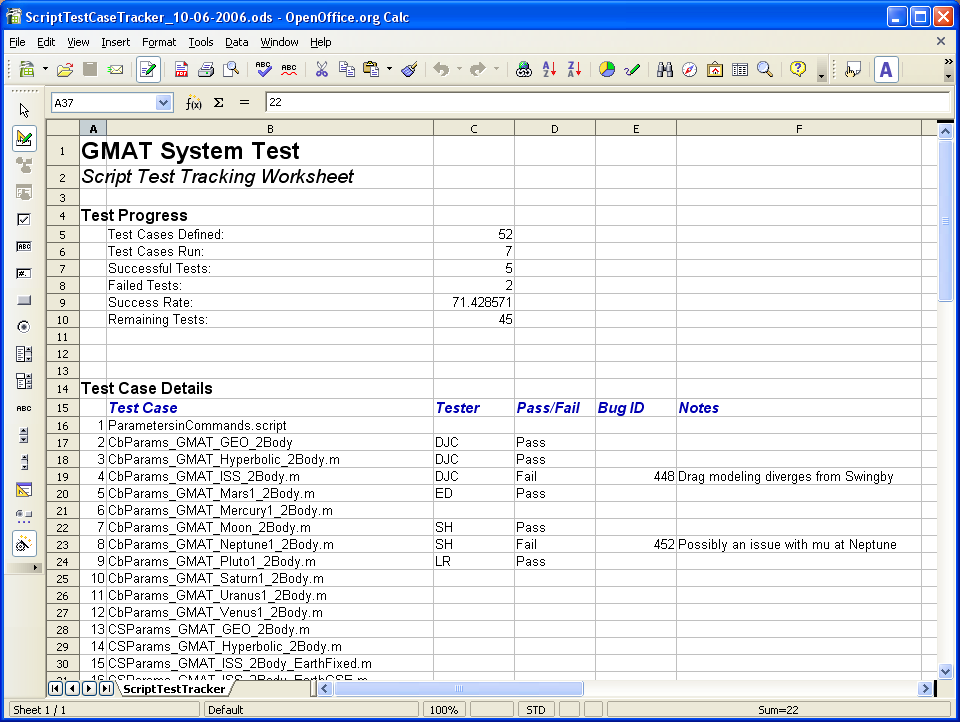 ScriptTestCaseTracker_10-06-2006.ods - OpenOffice.org Calc
File Edit View Insert Format Tools Data Window Help
A37 f(x) Σ = 22
A B C D E F
1 GMAT System Test
2 Script Test Tracking Worksheet
3
4 Test Progress
5 Test Cases Defined: 52
6 Test Cases Run: 7
7 Successful Tests: 5
8 Failed Tests: 2
9 Success Rate: 71.428571
10 Remaining Tests: 45
11
12
13
14 Test Case Details
15 Test Case Tester Pass/Fail Bug ID Notes
16 1 ParametersinCommands.script
17 2 CbParams_GMAT_GEO_2Body DJC Pass
18 3 CbParams_GMAT_Hyperbolic_2Body.m DJC Pass
19 4 CbParams_GMAT_ISS_2Body.m DJC Fail 448 Drag modeling diverges from Swingby
20 5 CbParams_GMAT_Mars1_2Body.m ED Pass
21 6 CbParams_GMAT_Mercury1_2Body.m
22 7 CbParams_GMAT_Moon_2Body.m SH Pass
23 8 CbParams_GMAT_Neptune1_2Body.m SH Fail 452 Possibly an issue with mu at Neptune
24 9 CbParams_GMAT_Pluto1_2Body.m LR Pass
25 10 CbParams_GMAT_Saturn1_2Body.m
26 11 CbParams_GMAT_Uranus1_2Body.m
27 12 CbParams_GMAT_Venus1_2Body.m
28 13 CSParams_GMAT_GEO_2Body.m
29 14 CSParams_GMAT_Hyperbolic_2Body.m
30 15 CSParams_GMAT_ISS_2Body_EarthFixed.m
31 16 CSParams_GMAT_ISS_2Body_EarthGSE.m
ScriptTestTracker
Sheet 1 / 1 Default 100% STD Sum=22